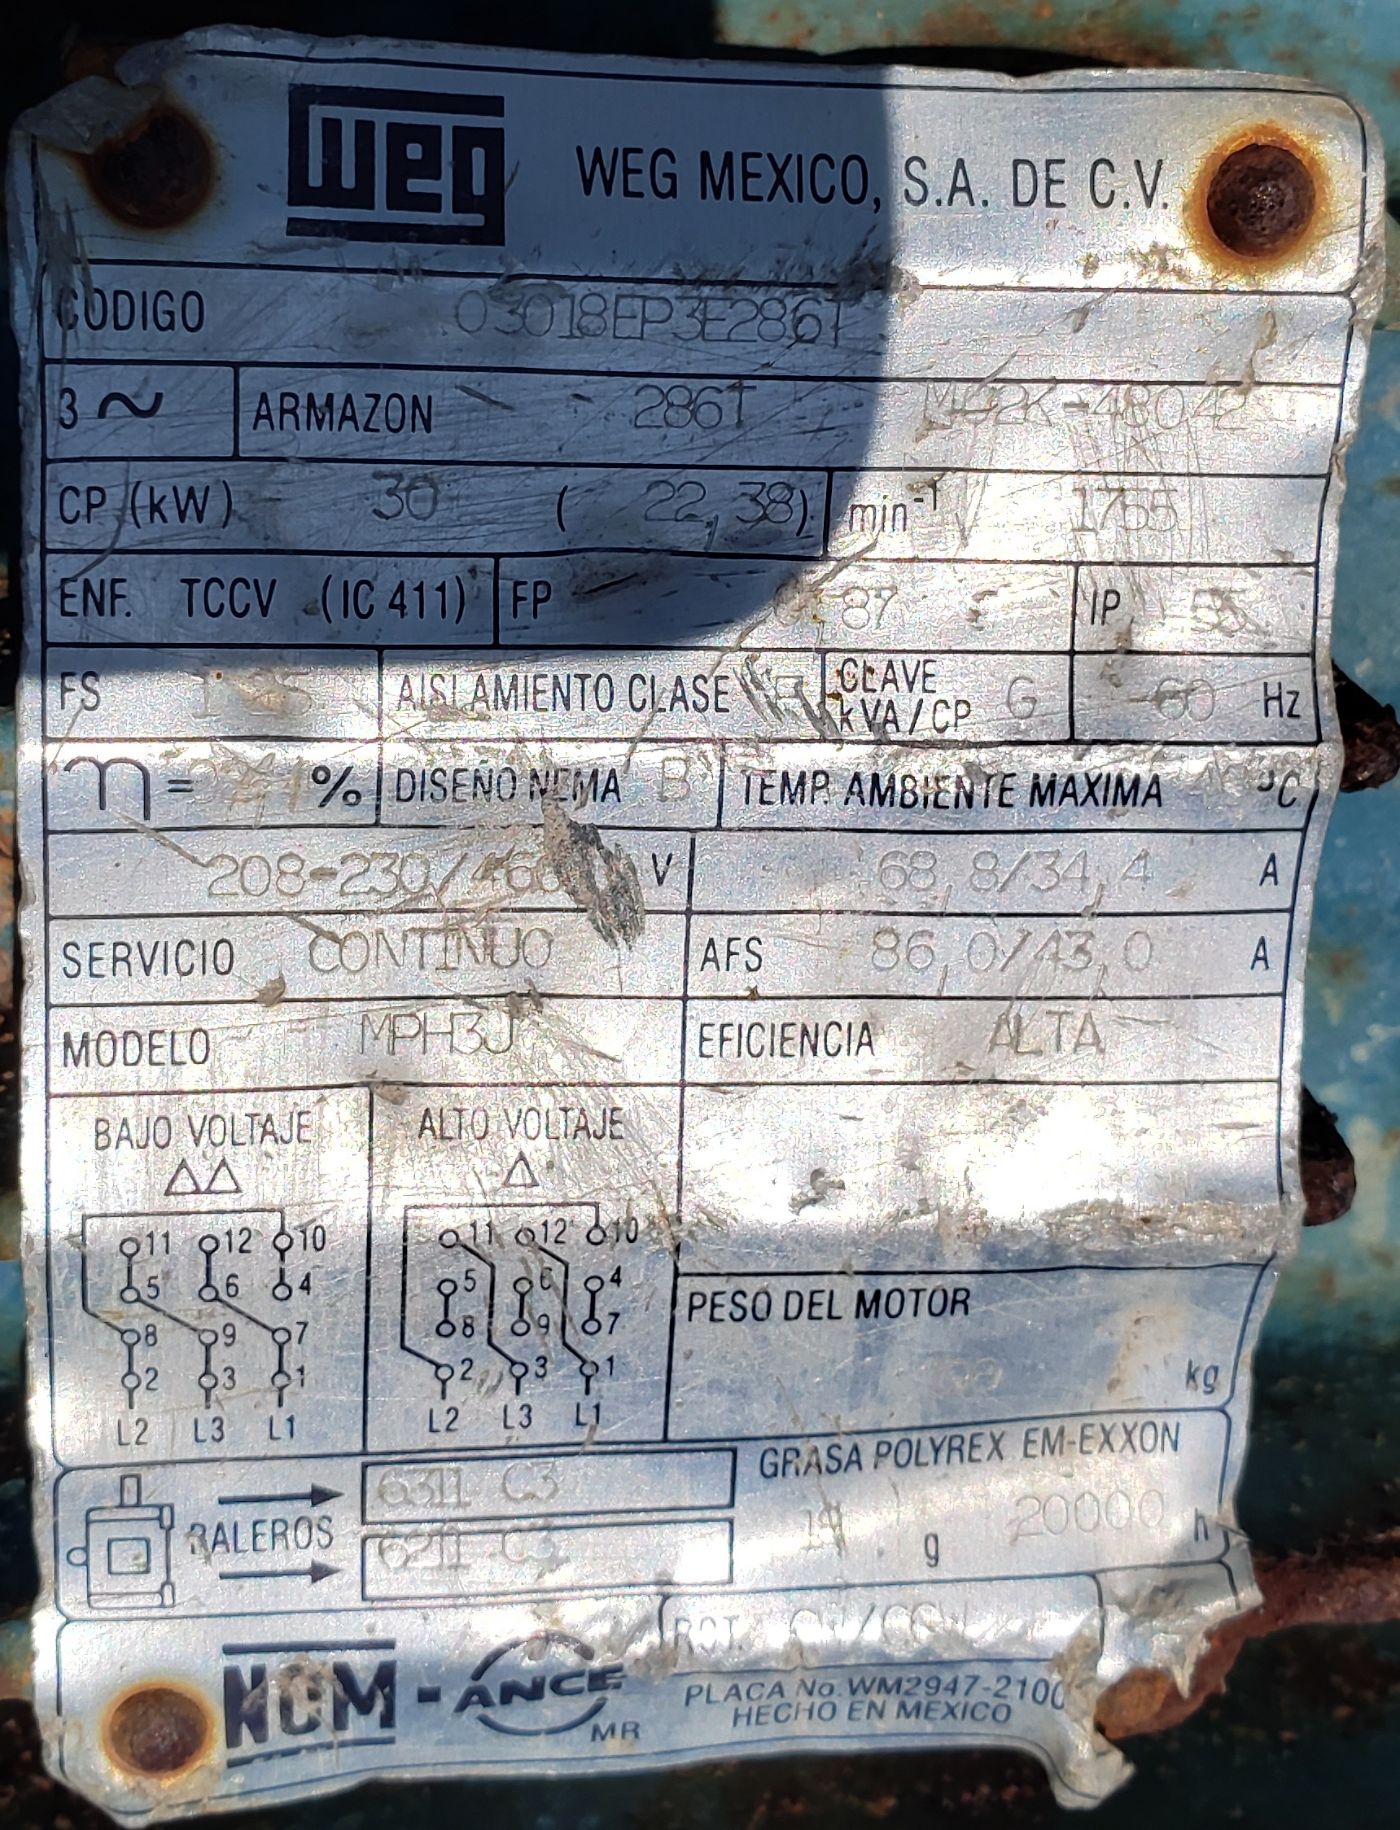 weg WEG MEXICO, S.A. DE C.V.
CODIGO 03018EP3E286T
3 ~ ARMAZON 286T
CP (kW) 30 ( 22,38) min⁻¹ 1765
ENF. TCCV (IC 411) FP 87 IP 55
FS AISLAMIENTO CLASE CLAVE kVA/CP G 60 Hz
η = % DISEÑO NEMA B TEMP. AMBIENTE MAXIMA °C
208-230/460 V 68,8/34,4 A
SERVICIO CONTINUO AFS 86,0/43,0 A
MODELO MPH3J EFICIENCIA ALTA
BAJO VOLTAJE ALTO VOLTAJE
△△ △
11 12 10 11 12 10
5 6 4 5 6 4
8 9 7 8 9 7
2 3 1 2 3 1
L2 L3 L1 L2 L3 L1
PESO DEL MOTOR
kg
BALEROS
6311 C3
6211 C3
GRASA POLYREX EM-EXXON
g 20000 h
ROT.
NOM - ANCE MR
PLACA No. WM2947-2100
HECHO EN MEXICO